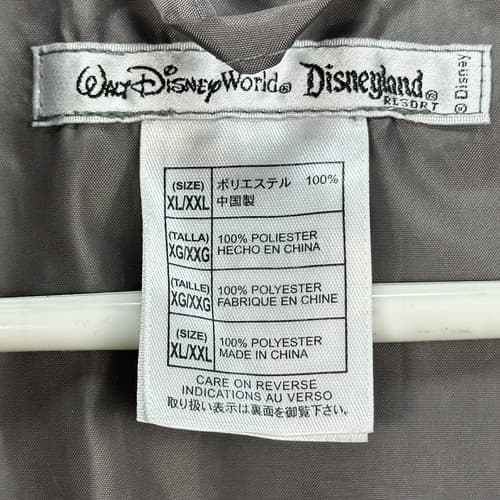 Walt Disney World® Disneyland®
RESORT
© Disney
(SIZE) ポリエステル 100%
XL/XXL 中国製
(TALLA) 100% POLIESTER
XG/XXG HECHO EN CHINA
(TAILLE) 100% POLYESTER
XG/XXG FABRIQUE EN CHINE
(SIZE) 100% POLYESTER
XL/XXL MADE IN CHINA
CARE ON REVERSE
INDICATIONS AU VERSO
取り扱い表示は裏面を御覧下さい。